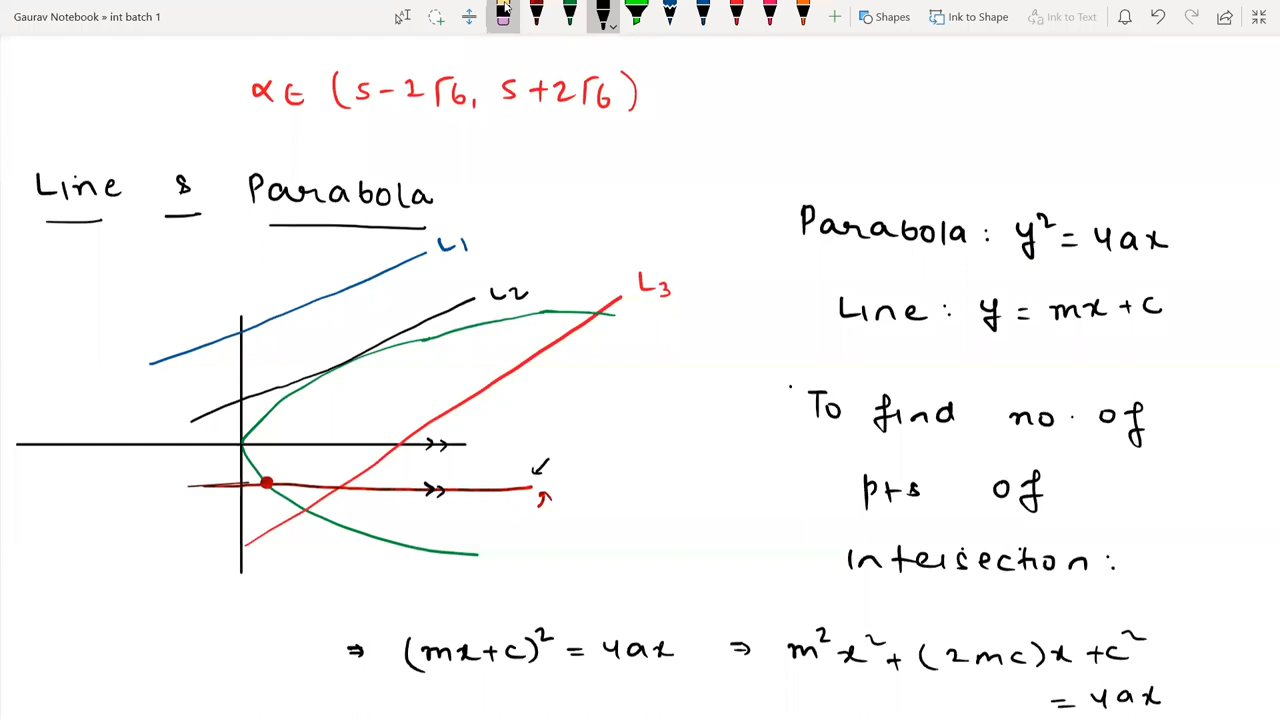 Gaurav Notebook » int batch 1
Shapes
Ink to Shape
Ink to Text
α ∈ (5-2√6, 5+2√6)
Line & Parabola
L1
L2
L3
Parabola: y² = 4ax
Line: y = mx + c
To find no. of
pts of
intersection:
⇒ (mx+c)² = 4ax ⇒ m²x² + (2mc)x + c²
= 4ax